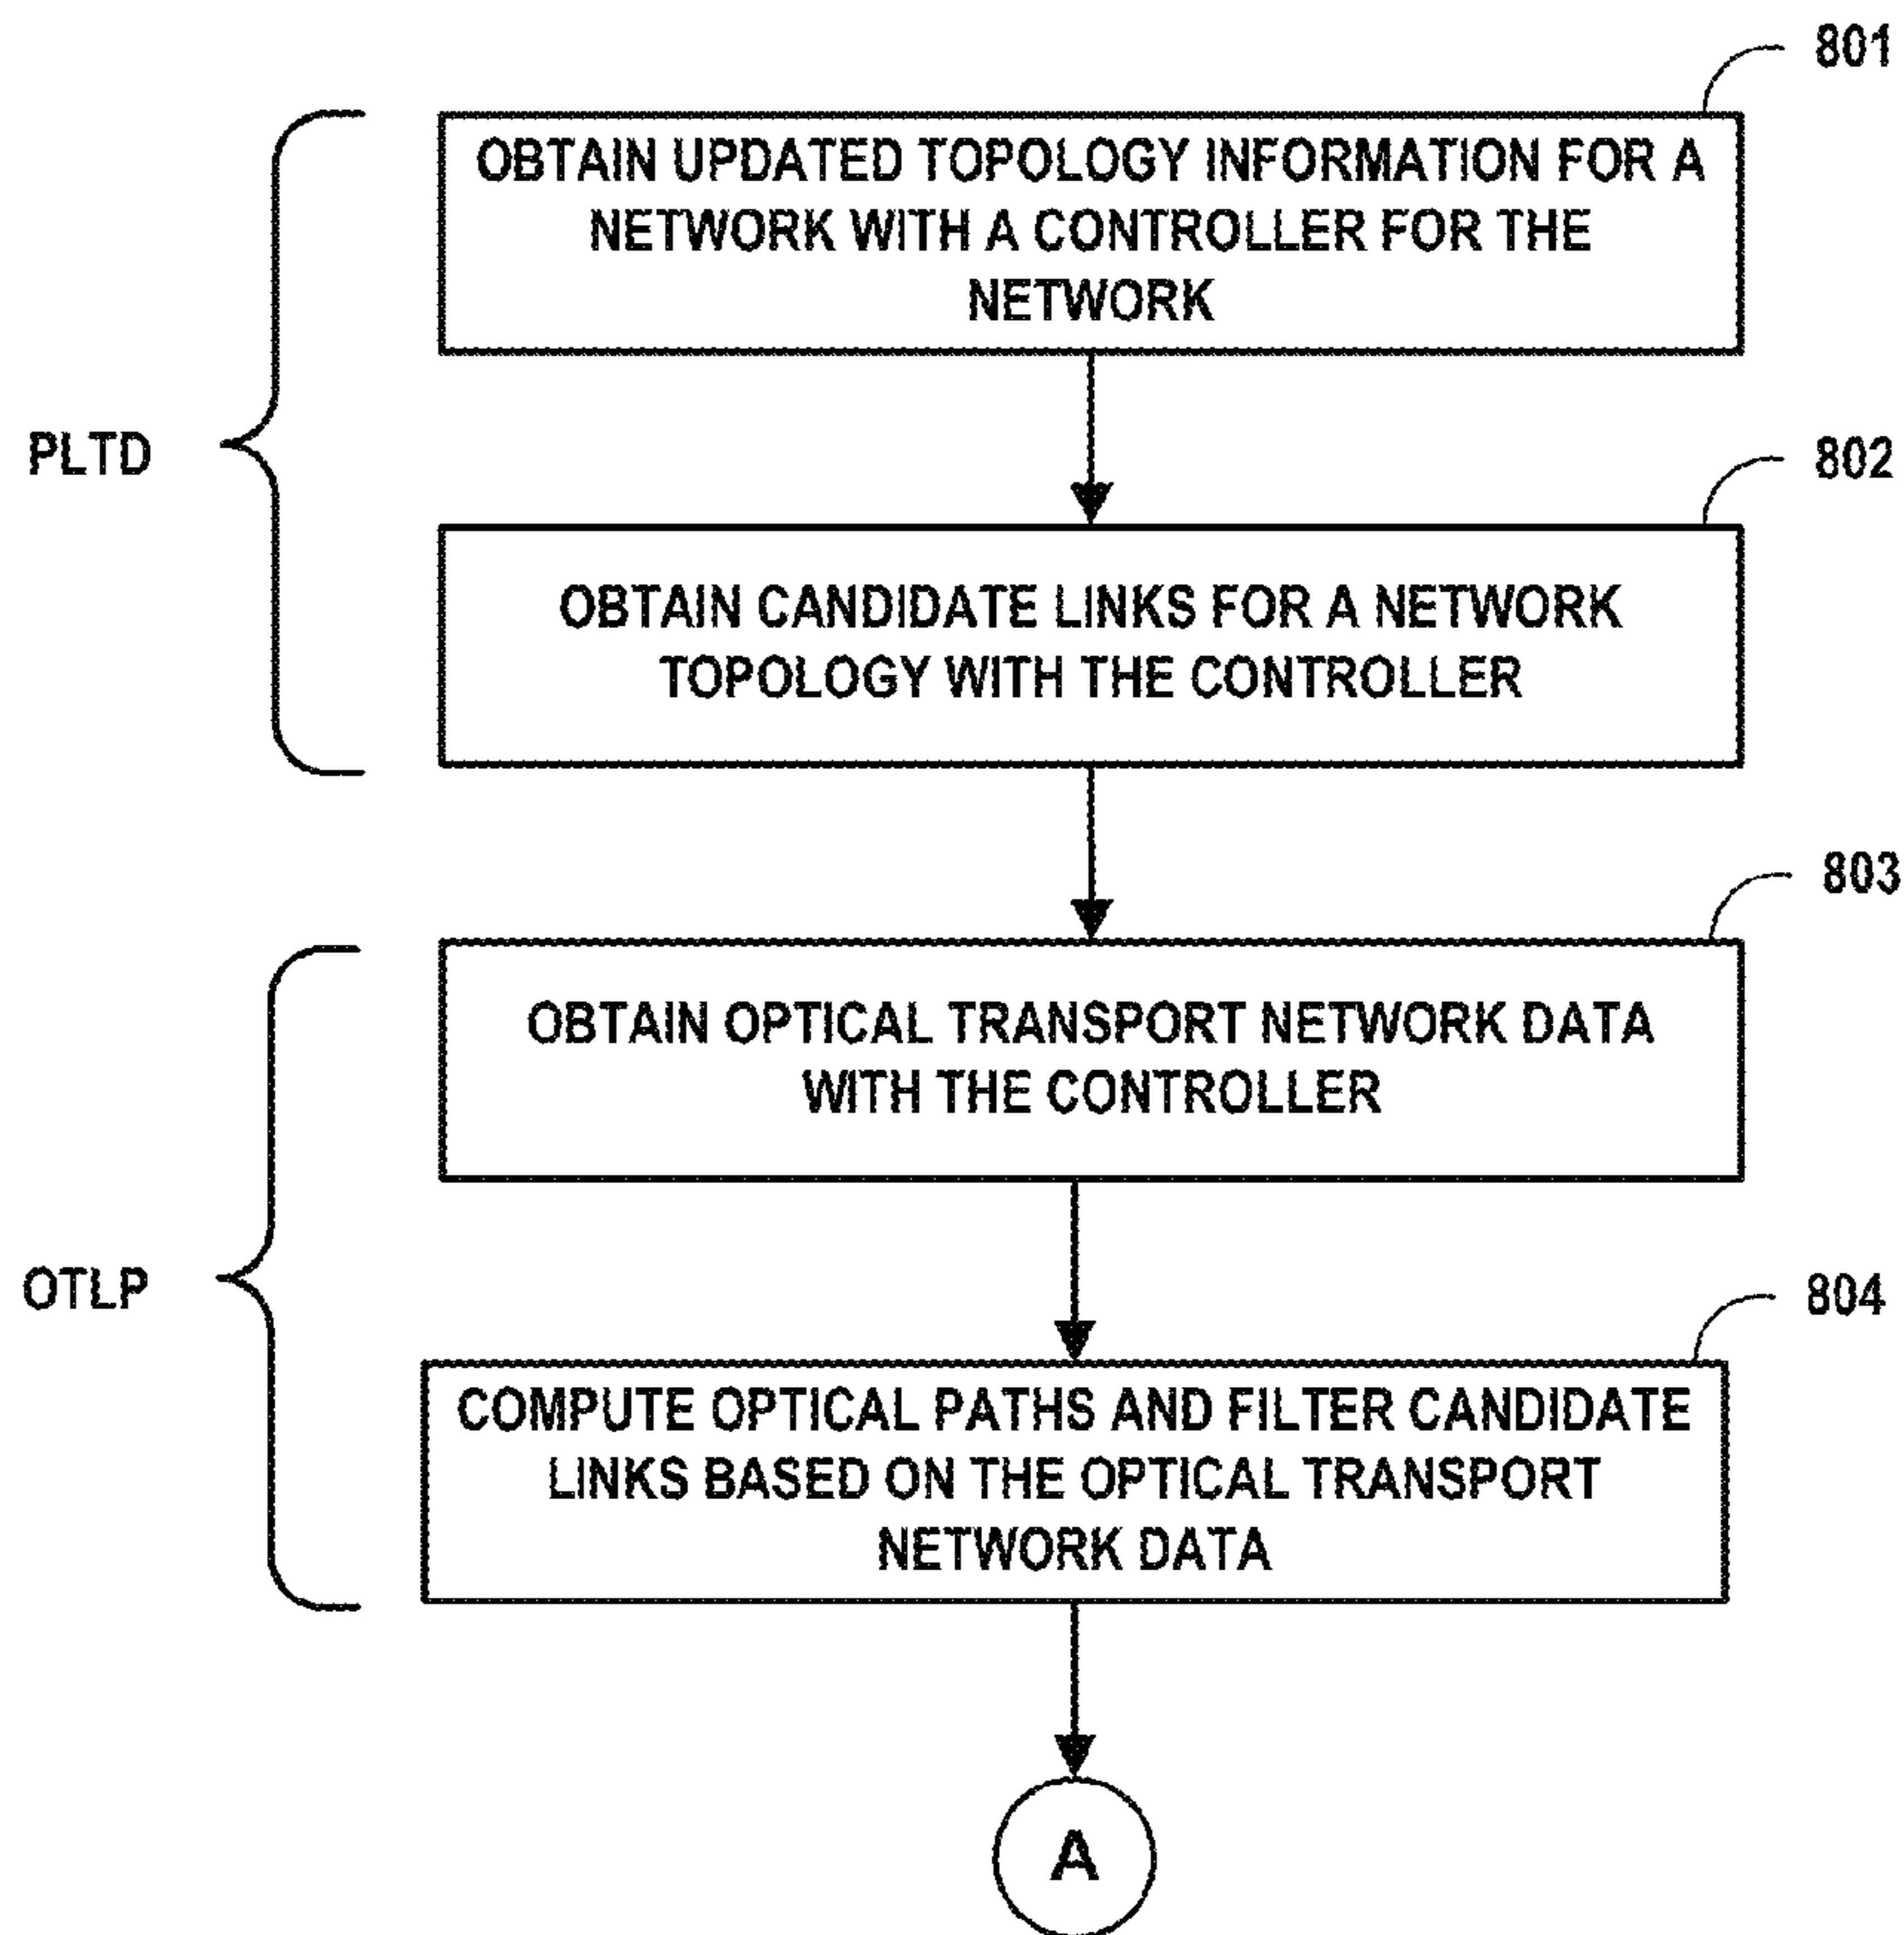 801
OBTAIN UPDATED TOPOLOGY INFORMATION FOR A
NETWORK WITH A CONTROLLER FOR THE
NETWORK
PLTD
802
OBTAIN CANDIDATE LINKS FOR A NETWORK
TOPOLOGY WITH THE CONTROLLER
803
OBTAIN OPTICAL TRANSPORT NETWORK DATA
WITH THE CONTROLLER
OTLP
804
COMPUTE OPTICAL PATHS AND FILTER CANDIDATE
LINKS BASED ON THE OPTICAL TRANSPORT
NETWORK DATA
A